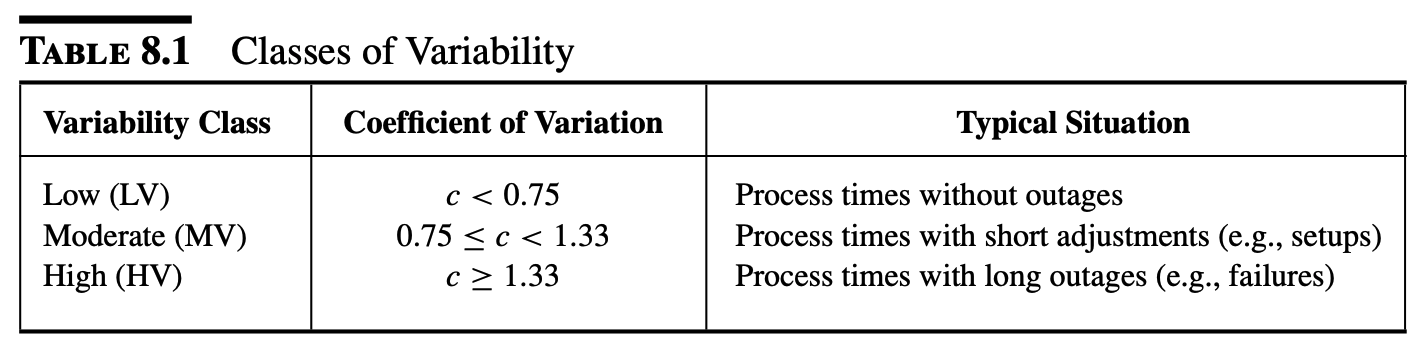 TABLE 8.1 Classes of Variability
Variability Class Coefficient of Variation Typical Situation
Low (LV) c < 0.75 Process times without outages
Moderate (MV) 0.75 ≤ c < 1.33 Process times with short adjustments (e.g., setups)
High (HV) c ≥ 1.33 Process times with long outages (e.g., failures)